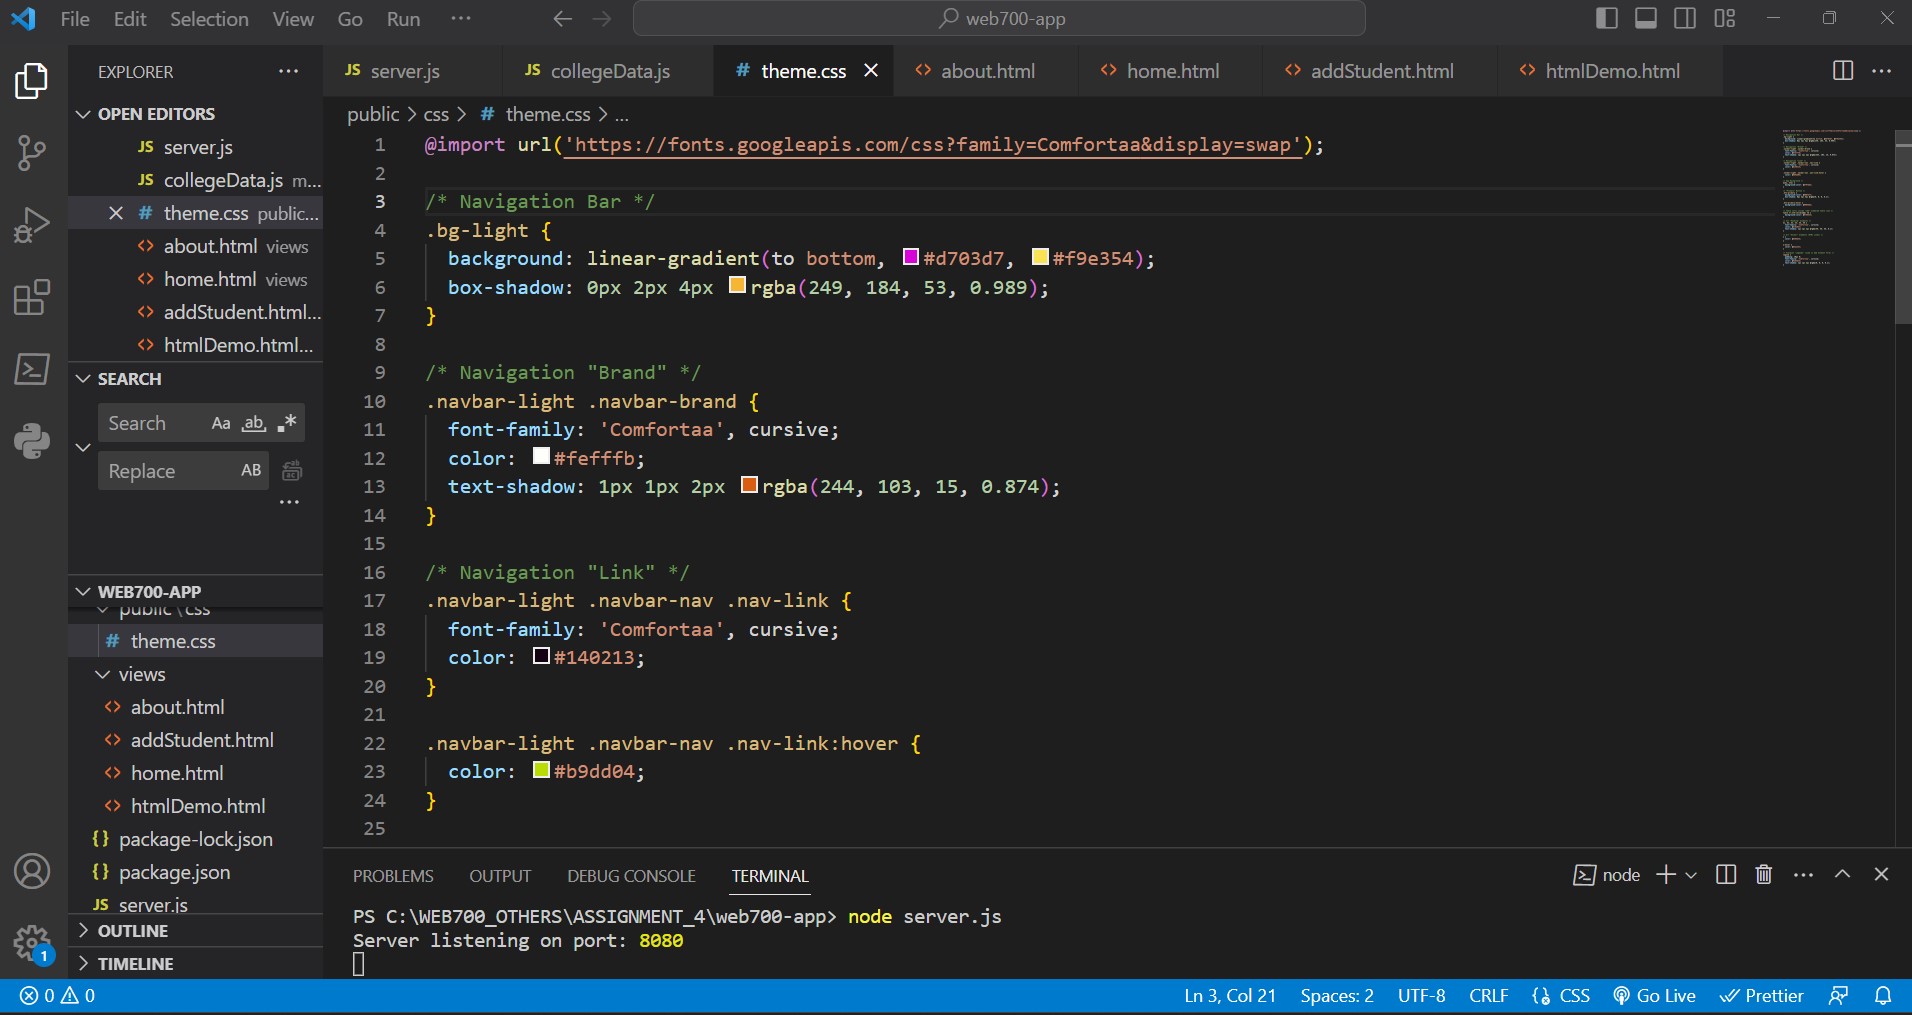 File Edit Selection View Go Run ··· web700-app
EXPLORER ···
OPEN EDITORS
JS server.js
JS collegeData.js m...
# theme.css public...
<> about.html views
<> home.html views
<> addStudent.html...
<> htmlDemo.html...
SEARCH
Search Aa ab .*
Replace AB
···
WEB700-APP
public \ css
# theme.css
views
<> about.html
<> addStudent.html
<> home.html
<> htmlDemo.html
{} package-lock.json
{} package.json
JS server.js
OUTLINE
TIMELINE
1
JS server.js JS collegeData.js # theme.css <> about.html <> home.html <> addStudent.html <> htmlDemo.html
public > css > # theme.css > ...
1 @import url('https://fonts.googleapis.com/css?family=Comfortaa&display=swap');
2
3 /* Navigation Bar */
4 .bg-light {
5 background: linear-gradient(to bottom, #d703d7, #f9e354);
6 box-shadow: 0px 2px 4px rgba(249, 184, 53, 0.989);
7 }
8
9 /* Navigation "Brand" */
10 .navbar-light .navbar-brand {
11 font-family: 'Comfortaa', cursive;
12 color: #fefffb;
13 text-shadow: 1px 1px 2px rgba(244, 103, 15, 0.874);
14 }
15
16 /* Navigation "Link" */
17 .navbar-light .navbar-nav .nav-link {
18 font-family: 'Comfortaa', cursive;
19 color: #140213;
20 }
21
22 .navbar-light .navbar-nav .nav-link:hover {
23 color: #b9dd04;
24 }
25
PROBLEMS OUTPUT DEBUG CONSOLE TERMINAL node
PS C:\WEB700_OTHERS\ASSIGNMENT_4\web700-app> node server.js
Server listening on port: 8080
0 0 Ln 3, Col 21 Spaces: 2 UTF-8 CRLF CSS Go Live Prettier